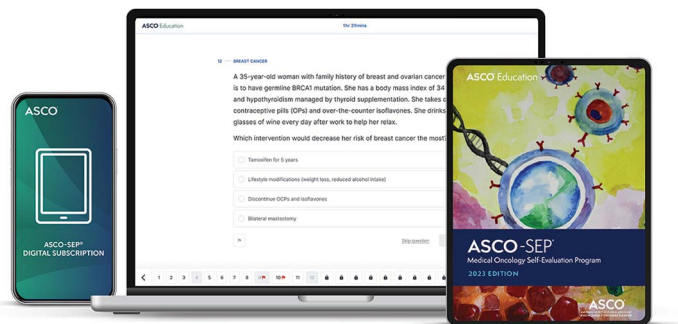 ASCO
ASCO-SEP®
DIGITAL SUBSCRIPTION
ASCO Education
1hr 29mins
12 — BREAST CANCER
A 35-year-old woman with family history of breast and ovarian cancer
is to have germline BRCA1 mutation. She has a body mass index of 34
and hypothyroidism managed by thyroid supplementation. She takes o
contraceptive pills (OPs) and over-the-counter isoflavones. She drinks
glasses of wine every day after work to help her relax.
Which intervention would decrease her risk of breast cancer the most?
Tamoxifen for 5 years
Lifestyle modifications (weight loss, reduced alcohol intake)
Discontinue OCPs and isoflavones
Bilateral mastectomy
Skip question
1 2 3 4 5 6 7 8 9 10 11 12
ASCO Education
ASCO-SEP®
Medical Oncology Self-Evaluation Program
2023 EDITION
ASCO